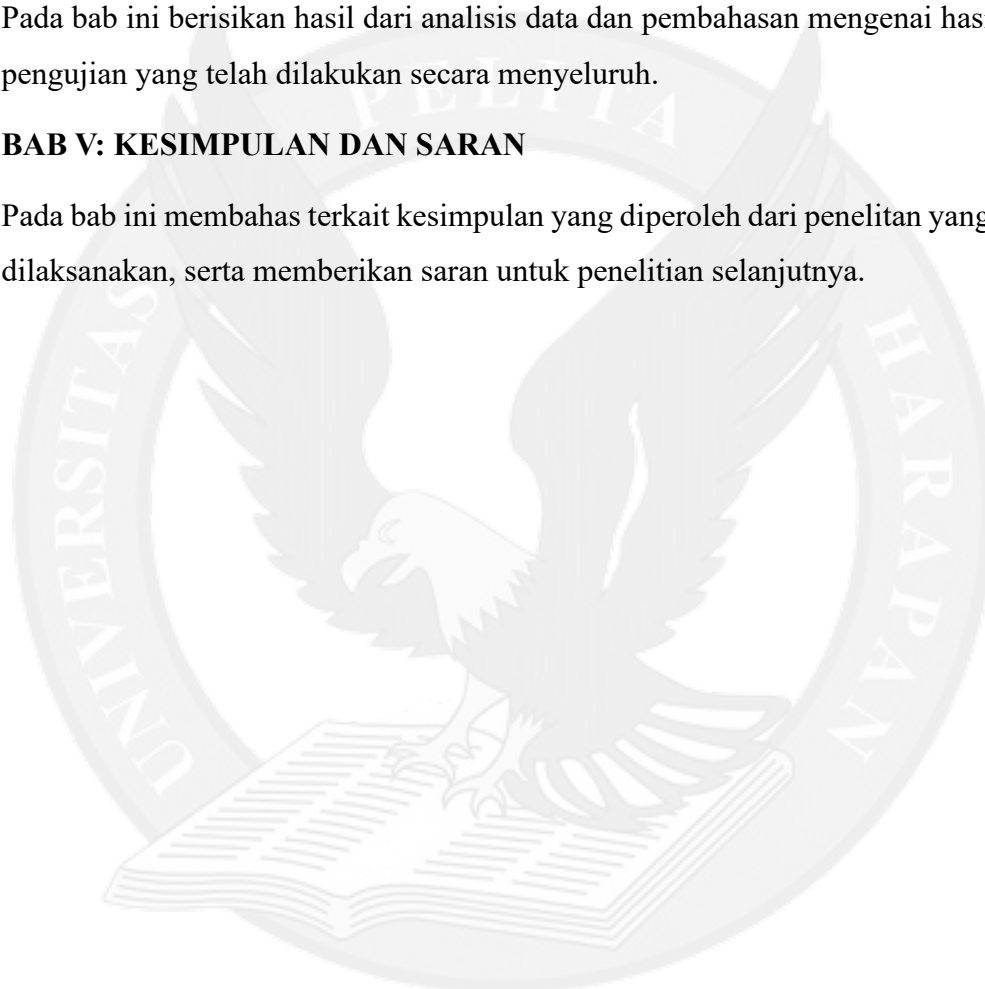 Pada bab ini berisikan hasil dari analisis data dan pembahasan mengenai hasi
pengujian yang telah dilakukan secara menyeluruh.
BAB V: KESIMPULAN DAN SARAN
Pada bab ini membahas terkait kesimpulan yang diperoleh dari penelitan yang
dilaksanakan, serta memberikan saran untuk penelitian selanjutnya.
UNIVERSITAS PELITA HARAPAN